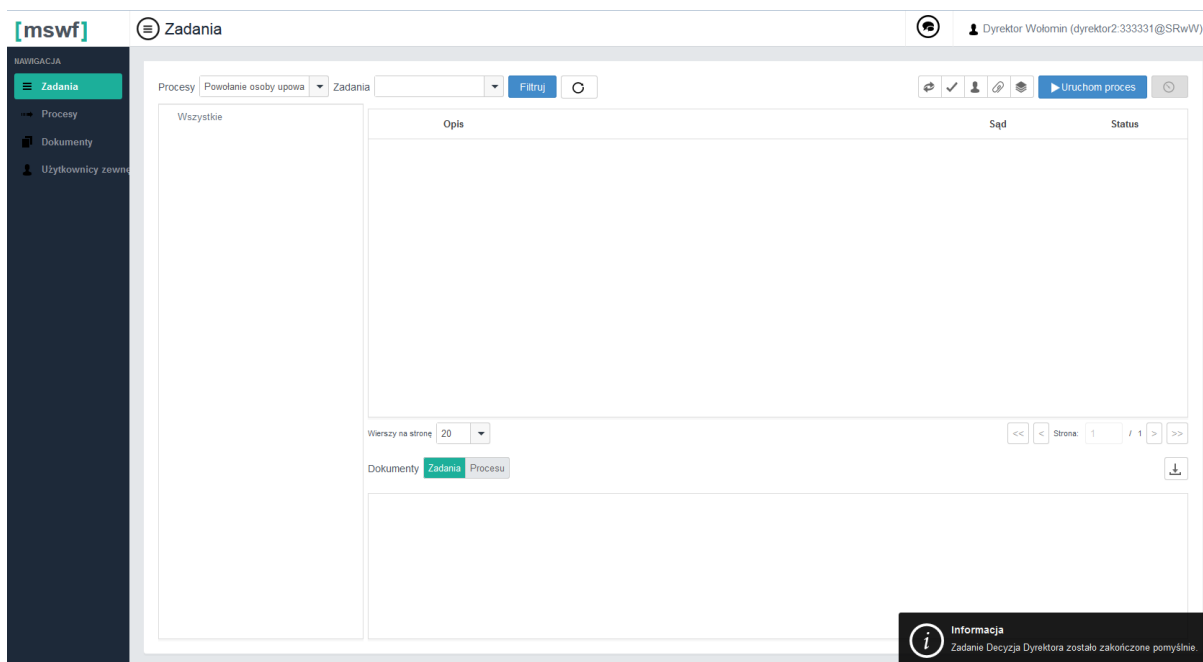 [mswf]
Zadania
Dyrektor Wołomin (dyrektor2:333331@SRwW)
NAWIGACJA
Zadania
Procesy
Dokumenty
Użytkownicy zewnę
Procesy Powołanie osoby upowa Zadania Filtruj
Uruchom proces
Wszystkie
Opis Sąd Status
Wierszy na stronę 20
<< < Strona: 1 / 1 > >>
Dokumenty Zadania Procesu
Informacja
Zadanie Decyzja Dyrektora zostało zakończone pomyślnie.